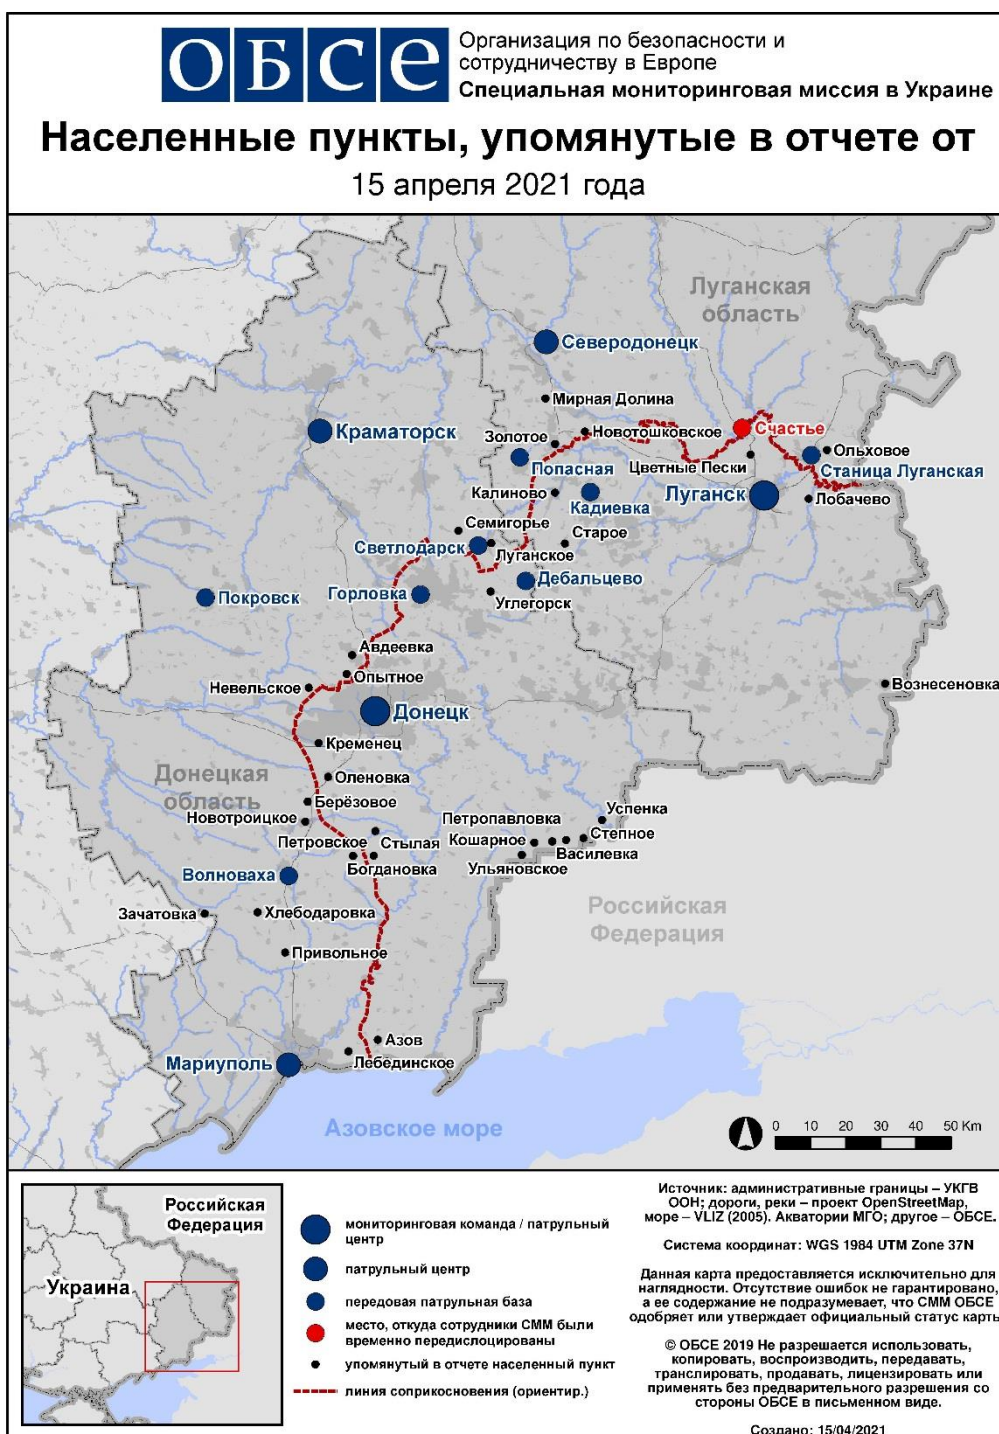 ОБСЕ
Организация по безопасности и
сотрудничеству в Европе
Специальная мониторинговая миссия в Украине
Населенные пункты, упомянутые в отчете от
15 апреля 2021 года
Луганская
область
Северодонецк
Мирная Долина
Краматорск
Золотое
Новотошковское
Счастье
Ольховое
Попасная
Цветные Пески
Станица Луганская
Калиново
Кадиевка
Луганск
Лобачево
Семигорье
Старое
Светлодарск
Луганское
Дебальцево
Покровск
Горловка
Углегорск
Авдеевка
Опытное
Невельское
Вознесеновка
Донецк
Кременец
Донецкая
область
Оленовка
Берёзовое
Новотроицкое
Петропавловка
Успенка
Петровское
Стылая
Кошарное
Степное
Василевка
Богдановка
Ульяновское
Волноваха
Зачатовка
Хлебодаровка
Российская
Федерация
Привольное
Азов
Лебединское
Мариуполь
Азовское море
0 10 20 30 40 50 Km
Российская
Федерация
Украина
мониторинговая команда / патрульный
центр
патрульный центр
передовая патрульная база
место, откуда сотрудники СММ были
временно передислоцированы
упомянутый в отчете населенный пункт
линия соприкосновения (ориентир.)
Источник: административные границы – УКГВ
ООН; дороги, реки – проект OpenStreetMap,
море – VLIZ (2005). Акватории МГО; другое – ОБСЕ.
Система координат: WGS 1984 UTM Zone 37N
Данная карта предоставляется исключительно для
наглядности. Отсутствие ошибок не гарантировано,
а ее содержание не подразумевает, что СММ ОБСЕ
одобряет или утверждает официальный статус карты
© ОБСЕ 2019 Не разрешается использовать,
копировать, воспроизводить, передавать,
транслировать, продавать, лицензировать или
применять без предварительного разрешения со
стороны ОБСЕ в письменном виде.
Создано: 15/04/2021